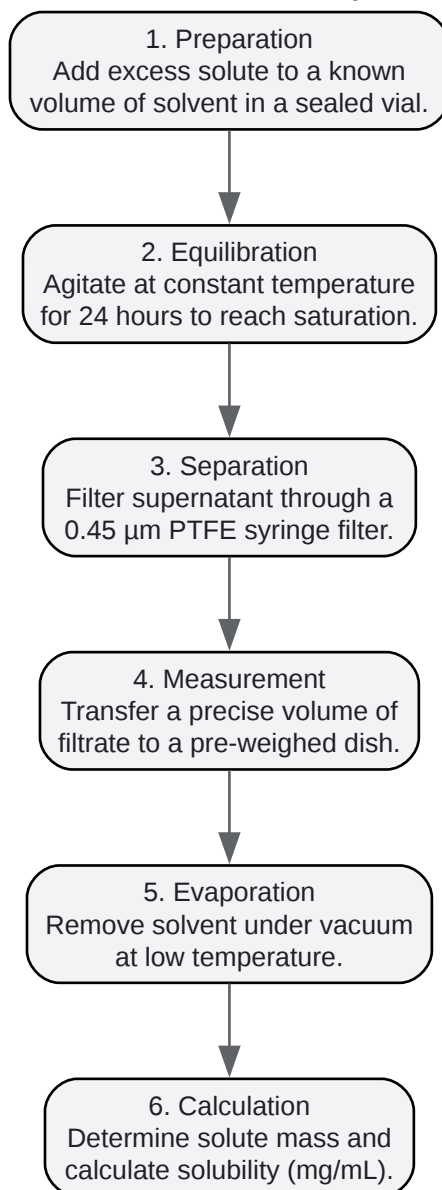 1. Preparation
Add excess solute to a known
volume of solvent in a sealed vial.
2. Equilibration
Agitate at constant temperature
for 24 hours to reach saturation.
3. Separation
Filter supernatant through a
0.45 µm PTFE syringe filter.
4. Measurement
Transfer a precise volume of
filtrate to a pre-weighed dish.
5. Evaporation
Remove solvent under vacuum
at low temperature.
6. Calculation
Determine solute mass and
calculate solubility (mg/mL).